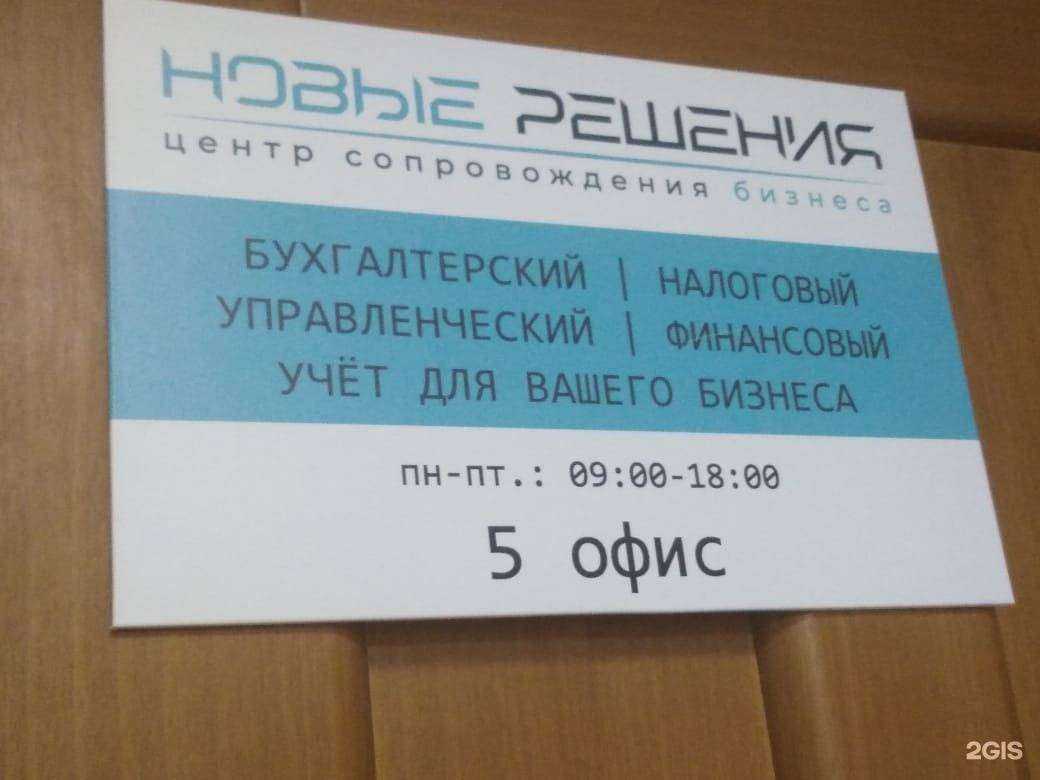 НОВЫЕ РЕШЕНИЯ
центр сопровождения бизнеса
БУХГАЛТЕРСКИЙ | НАЛОГОВЫЙ
УПРАВЛЕНЧЕСКИЙ | ФИНАНСОВЫЙ
УЧЁТ ДЛЯ ВАШЕГО БИЗНЕСА
пн-пт.: 09:00-18:00
5 офис
2GIS